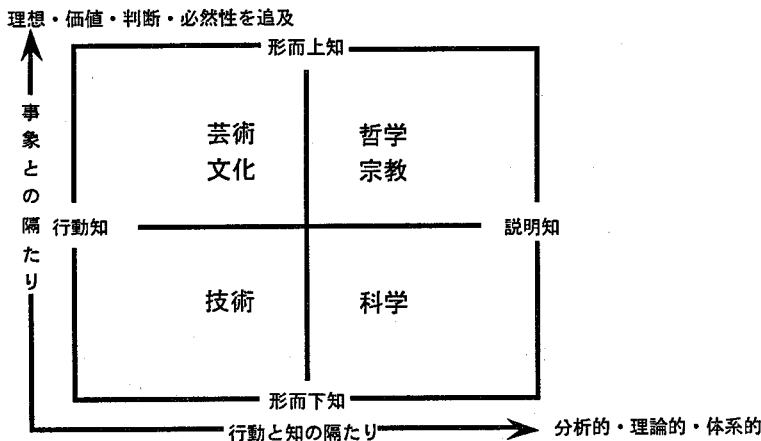 理想・価値・判断・必然性を追及
形而上知
事象との隔たり
芸術
文化
哲学
宗教
行動知
説明知
技術
科学
形而下知
行動と知の隔たり
分析的・理論的・体系的